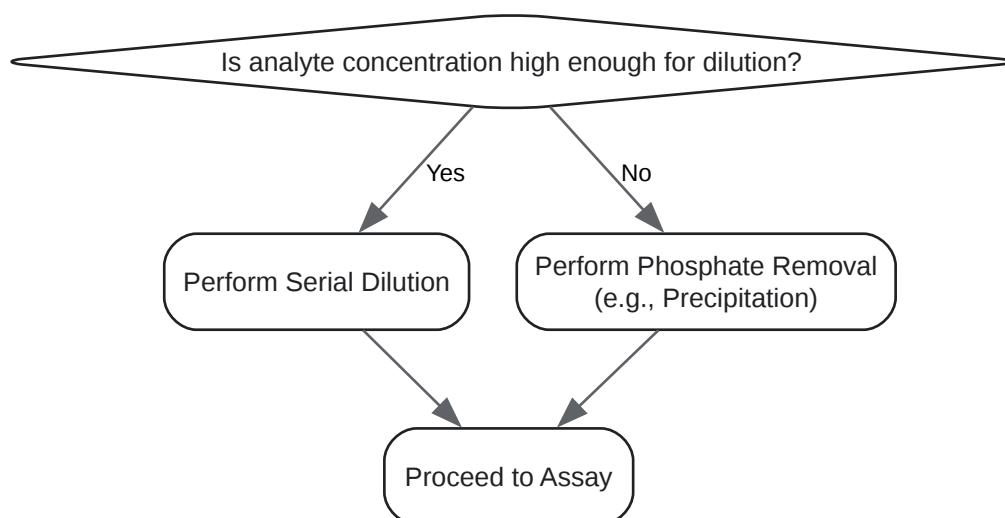 Is analyte concentration high enough for dilution?
Yes
No
Perform Serial Dilution
Perform Phosphate Removal
(e.g., Precipitation)
Proceed to Assay